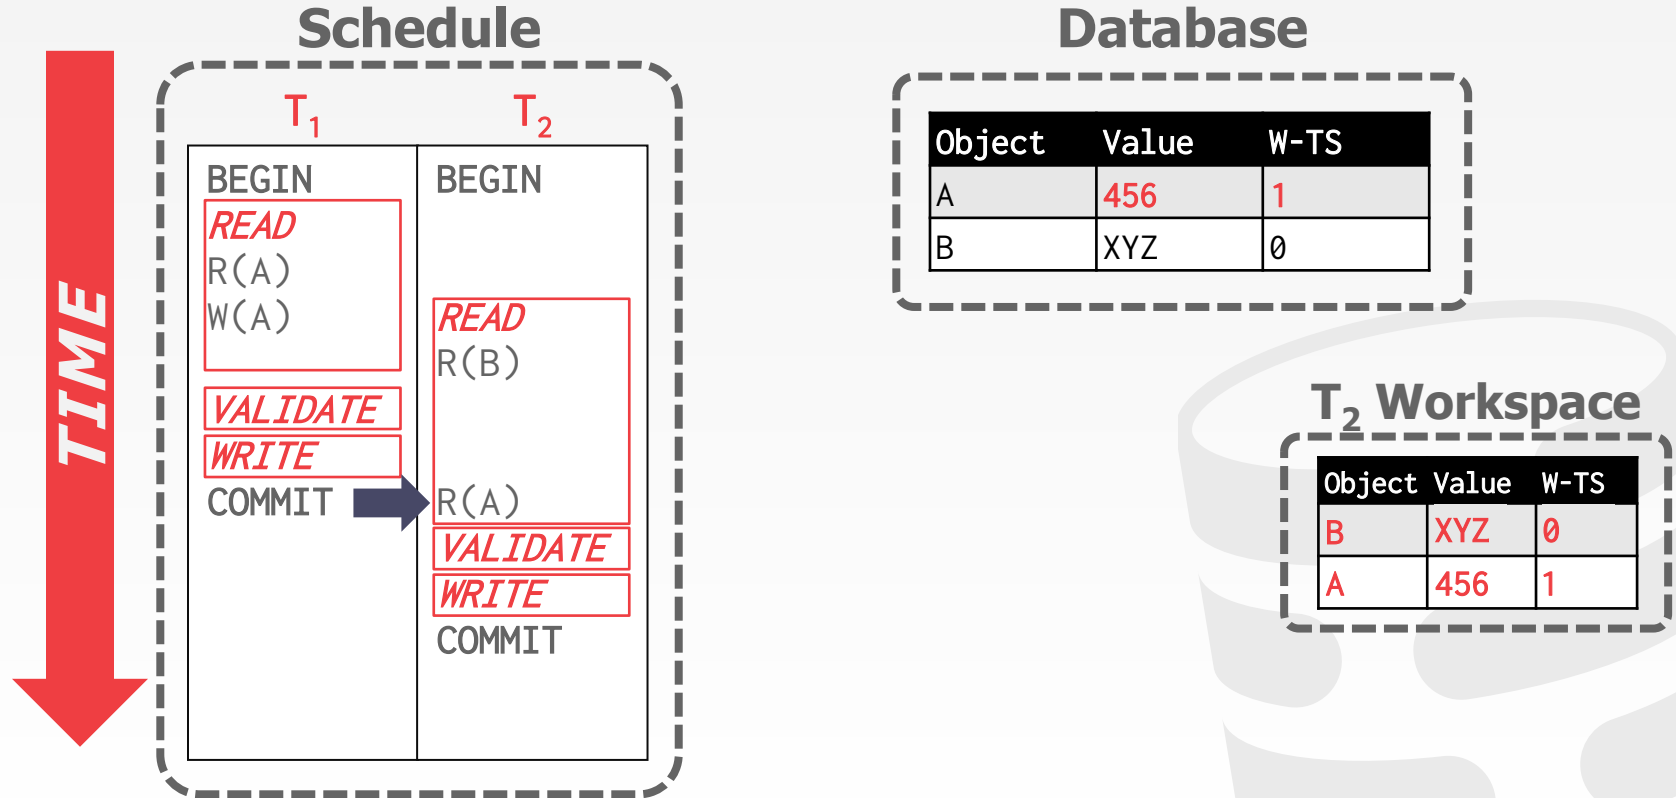 Schedule
TIME
T1 T2
BEGIN
READ
R(A)
W(A)
VALIDATE
WRITE
COMMIT
BEGIN
READ
R(B)
R(A)
VALIDATE
WRITE
COMMIT
Database
Object Value W-TS
A 456 1
B XYZ 0
T2 Workspace
Object Value W-TS
B XYZ 0
A 456 1